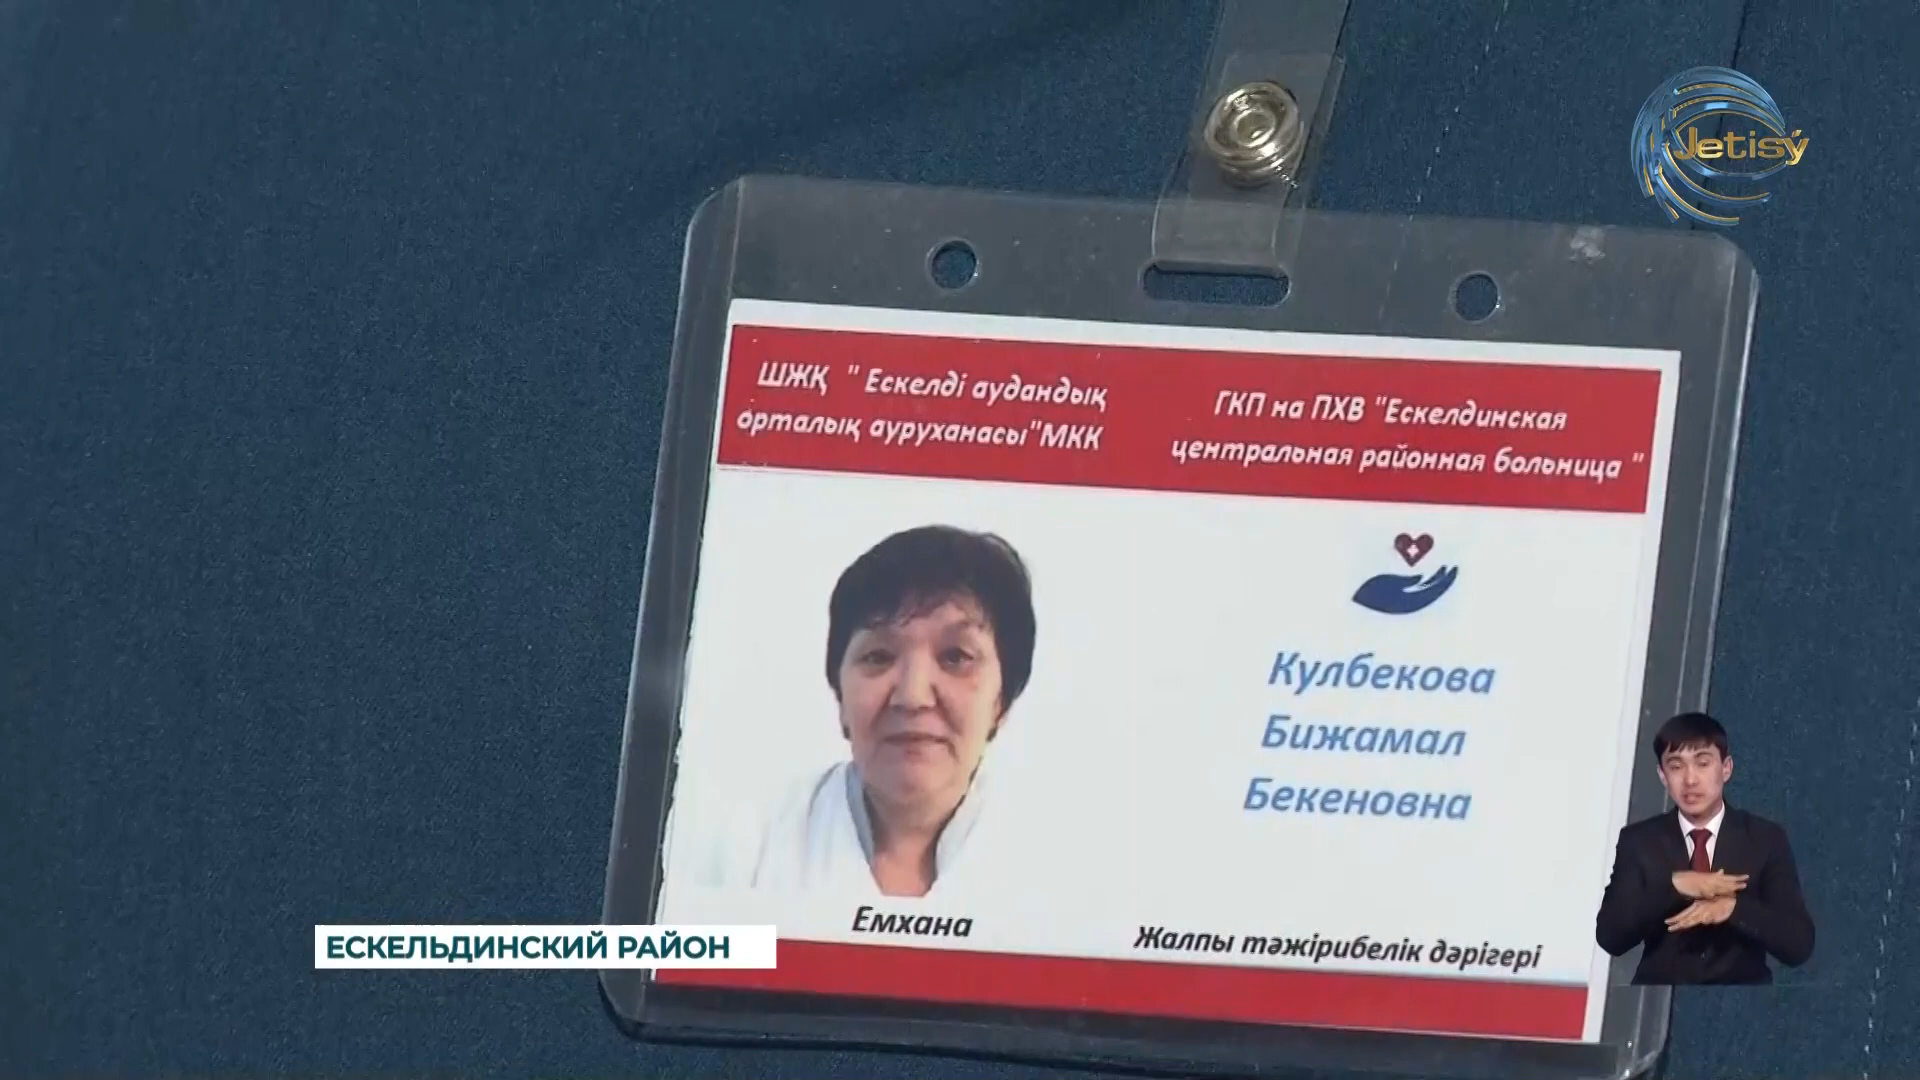 Jetisý
ШЖҚ " Ескелді аудандық
орталық ауруханасы"МКК
ГКП на ПХВ "Ескелдинская
центральная районная больница "
Кулбекова
Бижамал
Бекеновна
Емхана
Жалпы тәжірибелік дәрігері
ЕСКЕЛЬДИНСКИЙ РАЙОН